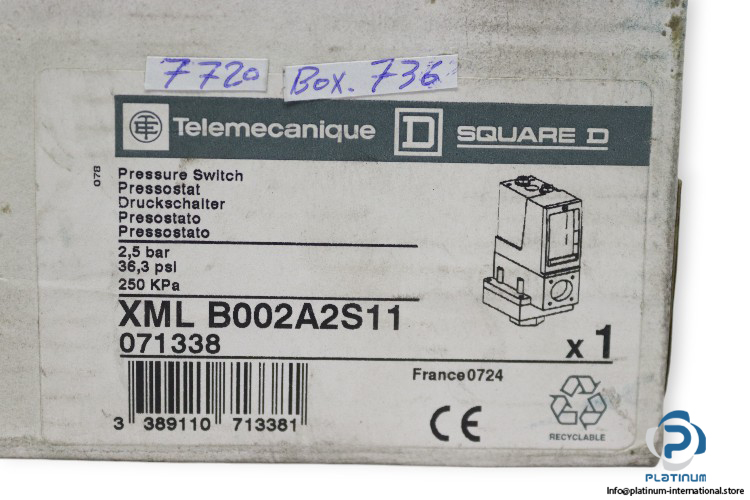 7720
Box. 736
Telemecanique
D
SQUARE D
078
Pressure Switch
Pressostat
Druckschalter
Presostato
Pressostato
2,5 bar
36,3 psi
250 KPa
XML B002A2S11
071338
x 1
France0724
3 389110 713381
CE
RECYCLABLE
PLATINUM
Info@platinum-international.store